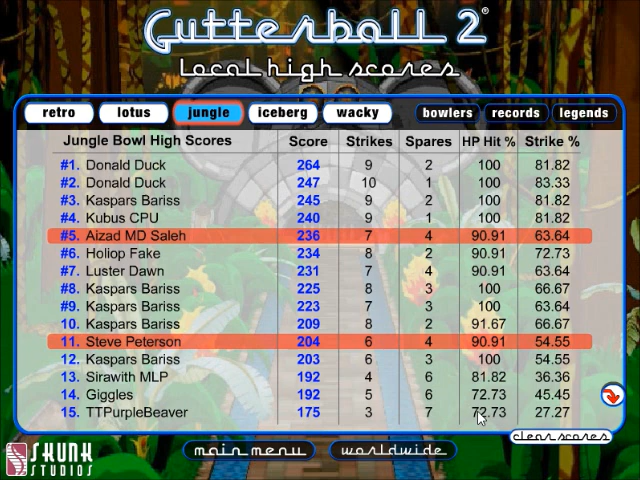 Gutterball 2®
local high scores
retro lotus jungle iceberg wacky bowlers records legends
Jungle Bowl High Scores Score Strikes Spares HP Hit % Strike %
#1. Donald Duck 264 9 2 100 81.82
#2. Donald Duck 247 10 1 100 83.33
#3. Kaspars Bariss 245 9 2 100 81.82
#4. Kubus CPU 240 9 1 100 81.82
#5. Aizad MD Saleh 236 7 4 90.91 63.64
#6. Holiop Fake 234 8 2 90.91 72.73
#7. Luster Dawn 231 7 4 90.91 63.64
#8. Kaspars Bariss 225 8 3 100 66.67
#9. Kaspars Bariss 223 7 3 100 63.64
10. Kaspars Bariss 209 8 2 91.67 66.67
11. Steve Peterson 204 6 4 90.91 54.55
12. Kaspars Bariss 203 6 3 100 54.55
13. Sirawith MLP 192 4 6 81.82 36.36
14. Giggles 192 5 6 72.73 45.45
15. TTPurpleBeaver 175 3 7 72.73 27.27
clear scores
main menu worldwide
SKUNK
STUDIOS